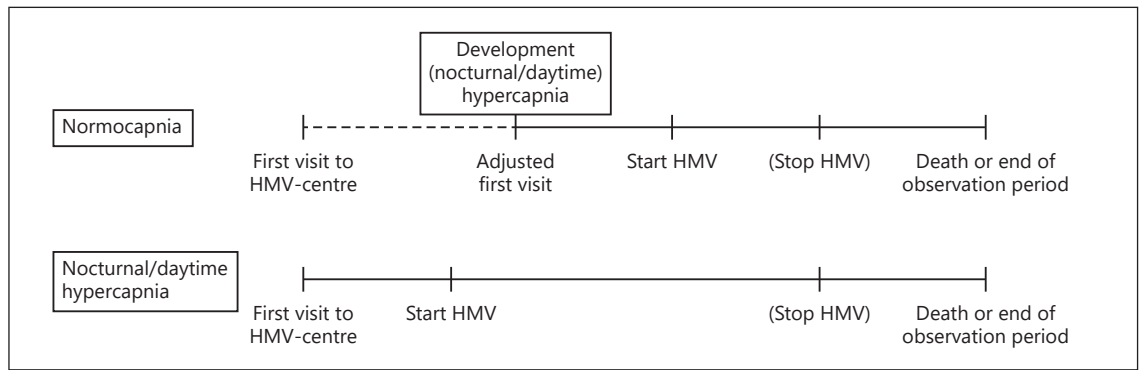 Development
(nocturnal/daytime)
hypercapnia
Normocapnia
First visit to
HMV-centre
Adjusted
first visit
Start HMV
(Stop HMV)
Death or end of
observation period
Nocturnal/daytime
hypercapnia
First visit to
HMV-centre
Start HMV
(Stop HMV)
Death or end of
observation period